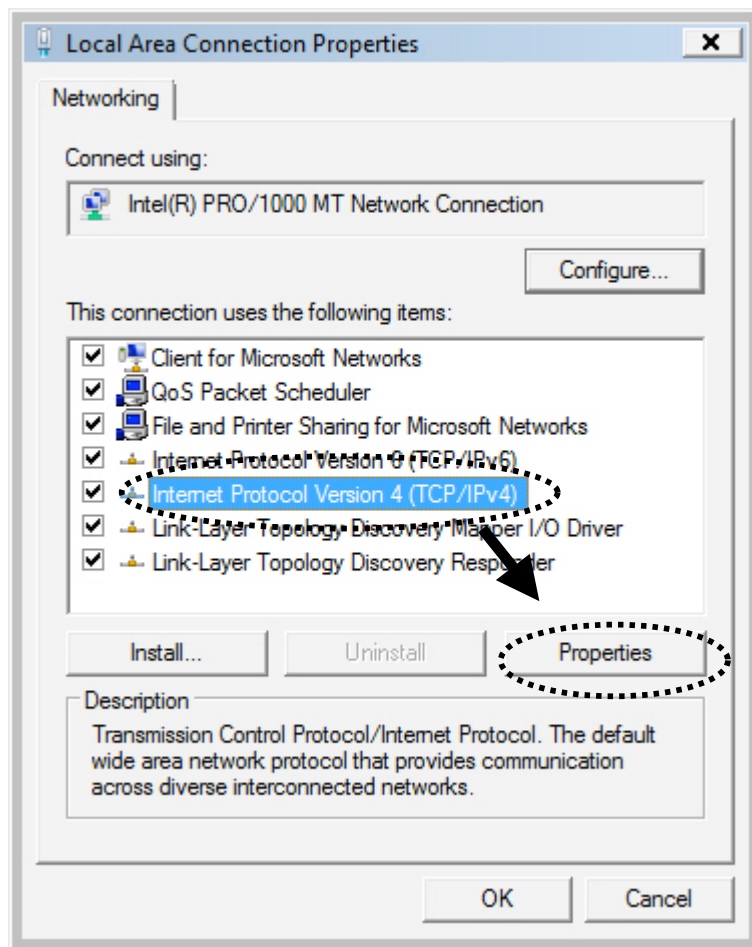 Local Area Connection Properties
Networking
Connect using:
Intel(R) PRO/1000 MT Network Connection
Configure...
This connection uses the following items:
Client for Microsoft Networks
QoS Packet Scheduler
File and Printer Sharing for Microsoft Networks
Internet Protocol Version 6 (TCP/IPv6)
Internet Protocol Version 4 (TCP/IPv4)
Link-Layer Topology Discovery Mapper I/O Driver
Link-Layer Topology Discovery Responder
Install... Uninstall Properties
Description
Transmission Control Protocol/Internet Protocol. The default
wide area network protocol that provides communication
across diverse interconnected networks.
OK Cancel